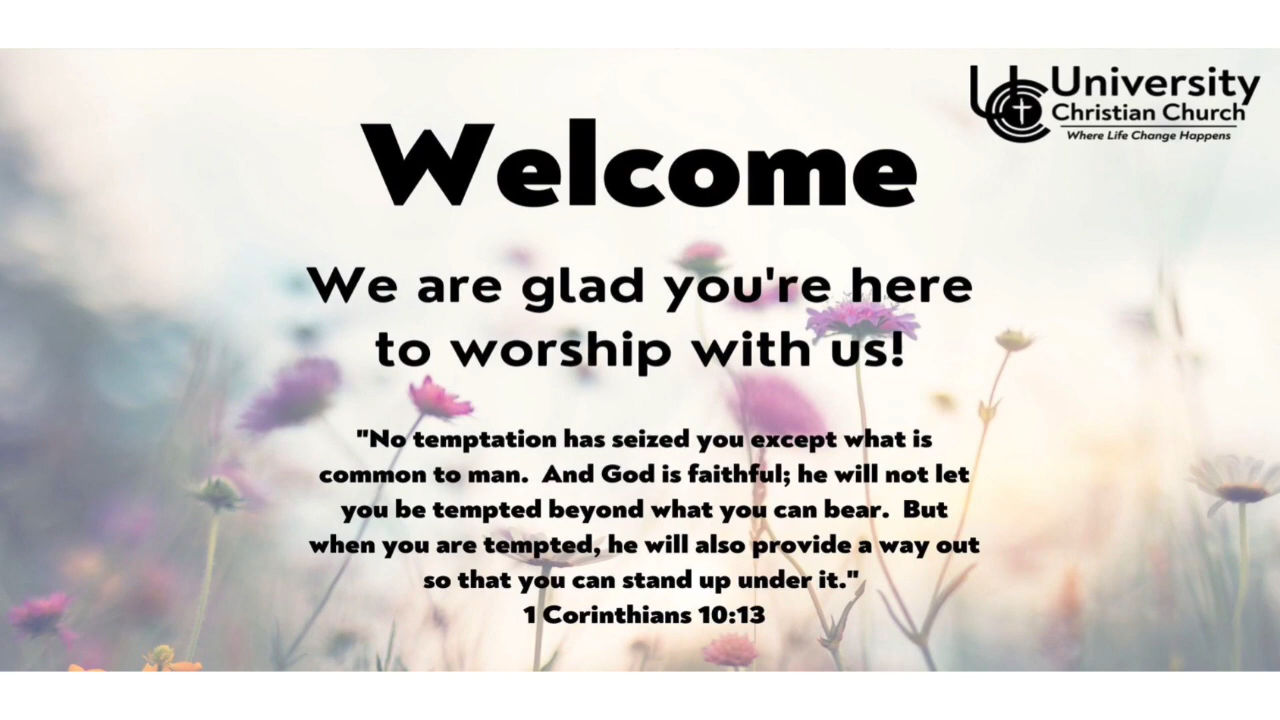 University
Christian Church
Where Life Change Happens
Welcome
We are glad you're here
to worship with us!
"No temptation has seized you except what is
common to man.  And God is faithful; he will not let
you be tempted beyond what you can bear.  But
when you are tempted, he will also provide a way out
so that you can stand up under it."
1 Corinthians 10:13